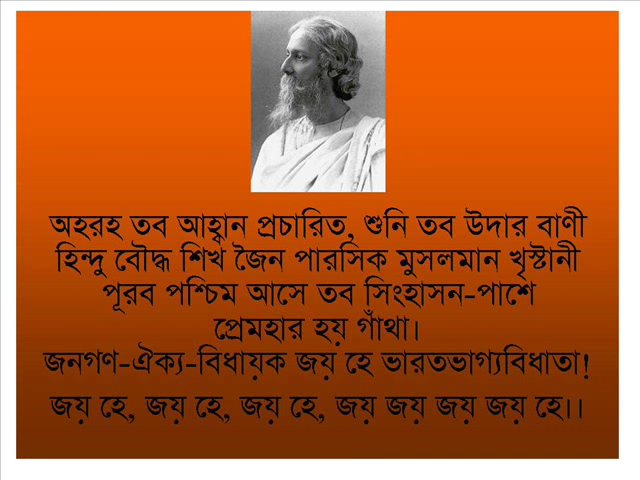 অহরহ তব আহ্বান প্রচারিত, শুনি তব উদার বাণী
হিন্দু বৌদ্ধ শিখ জৈন পারসিক মুসলমান খৃস্টানী
পূরব পশ্চিম আসে তব সিংহাসন-পাশে
প্রেমহার হয় গাঁথা।
জনগণ-ঐক্য-বিধায়ক জয় হে ভারতভাগ্যবিধাতা!
জয় হে, জয় হে, জয় হে, জয় জয় জয় জয় হে।।